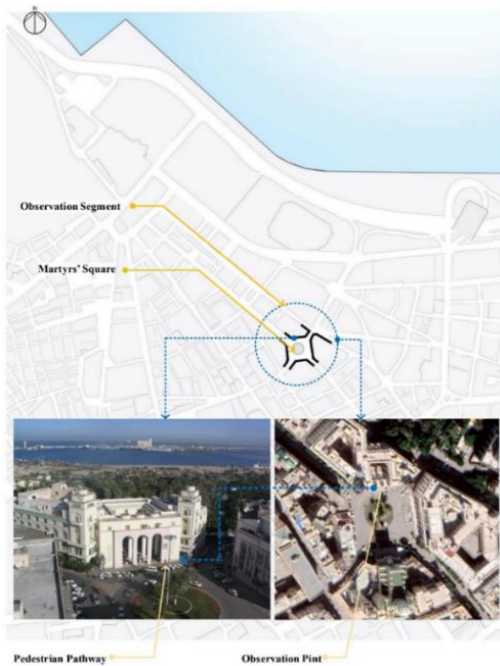 N
Observation Segment
Martyrs' Square
Pedestrian Pathway
Observation Pint